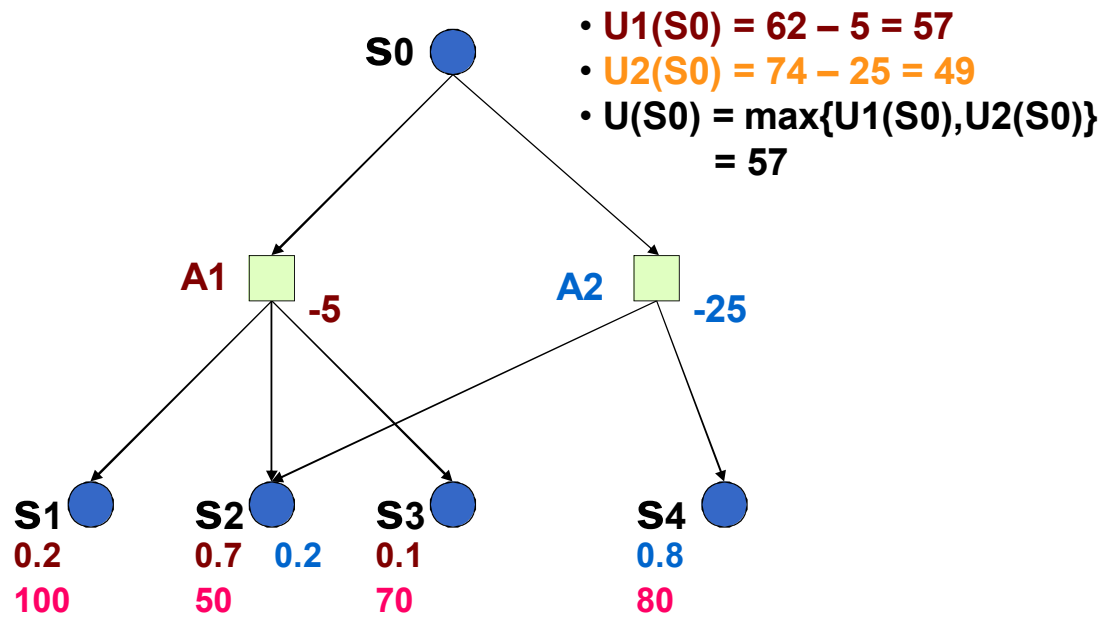 S0
• U1(S0) = 62 – 5 = 57
• U2(S0) = 74 – 25 = 49
• U(S0) = max{U1(S0),U2(S0)}
= 57
A1
-5
A2
-25
S1
S2
S3
S4
0.2
0.7 0.2
0.1
0.8
100
50
70
80